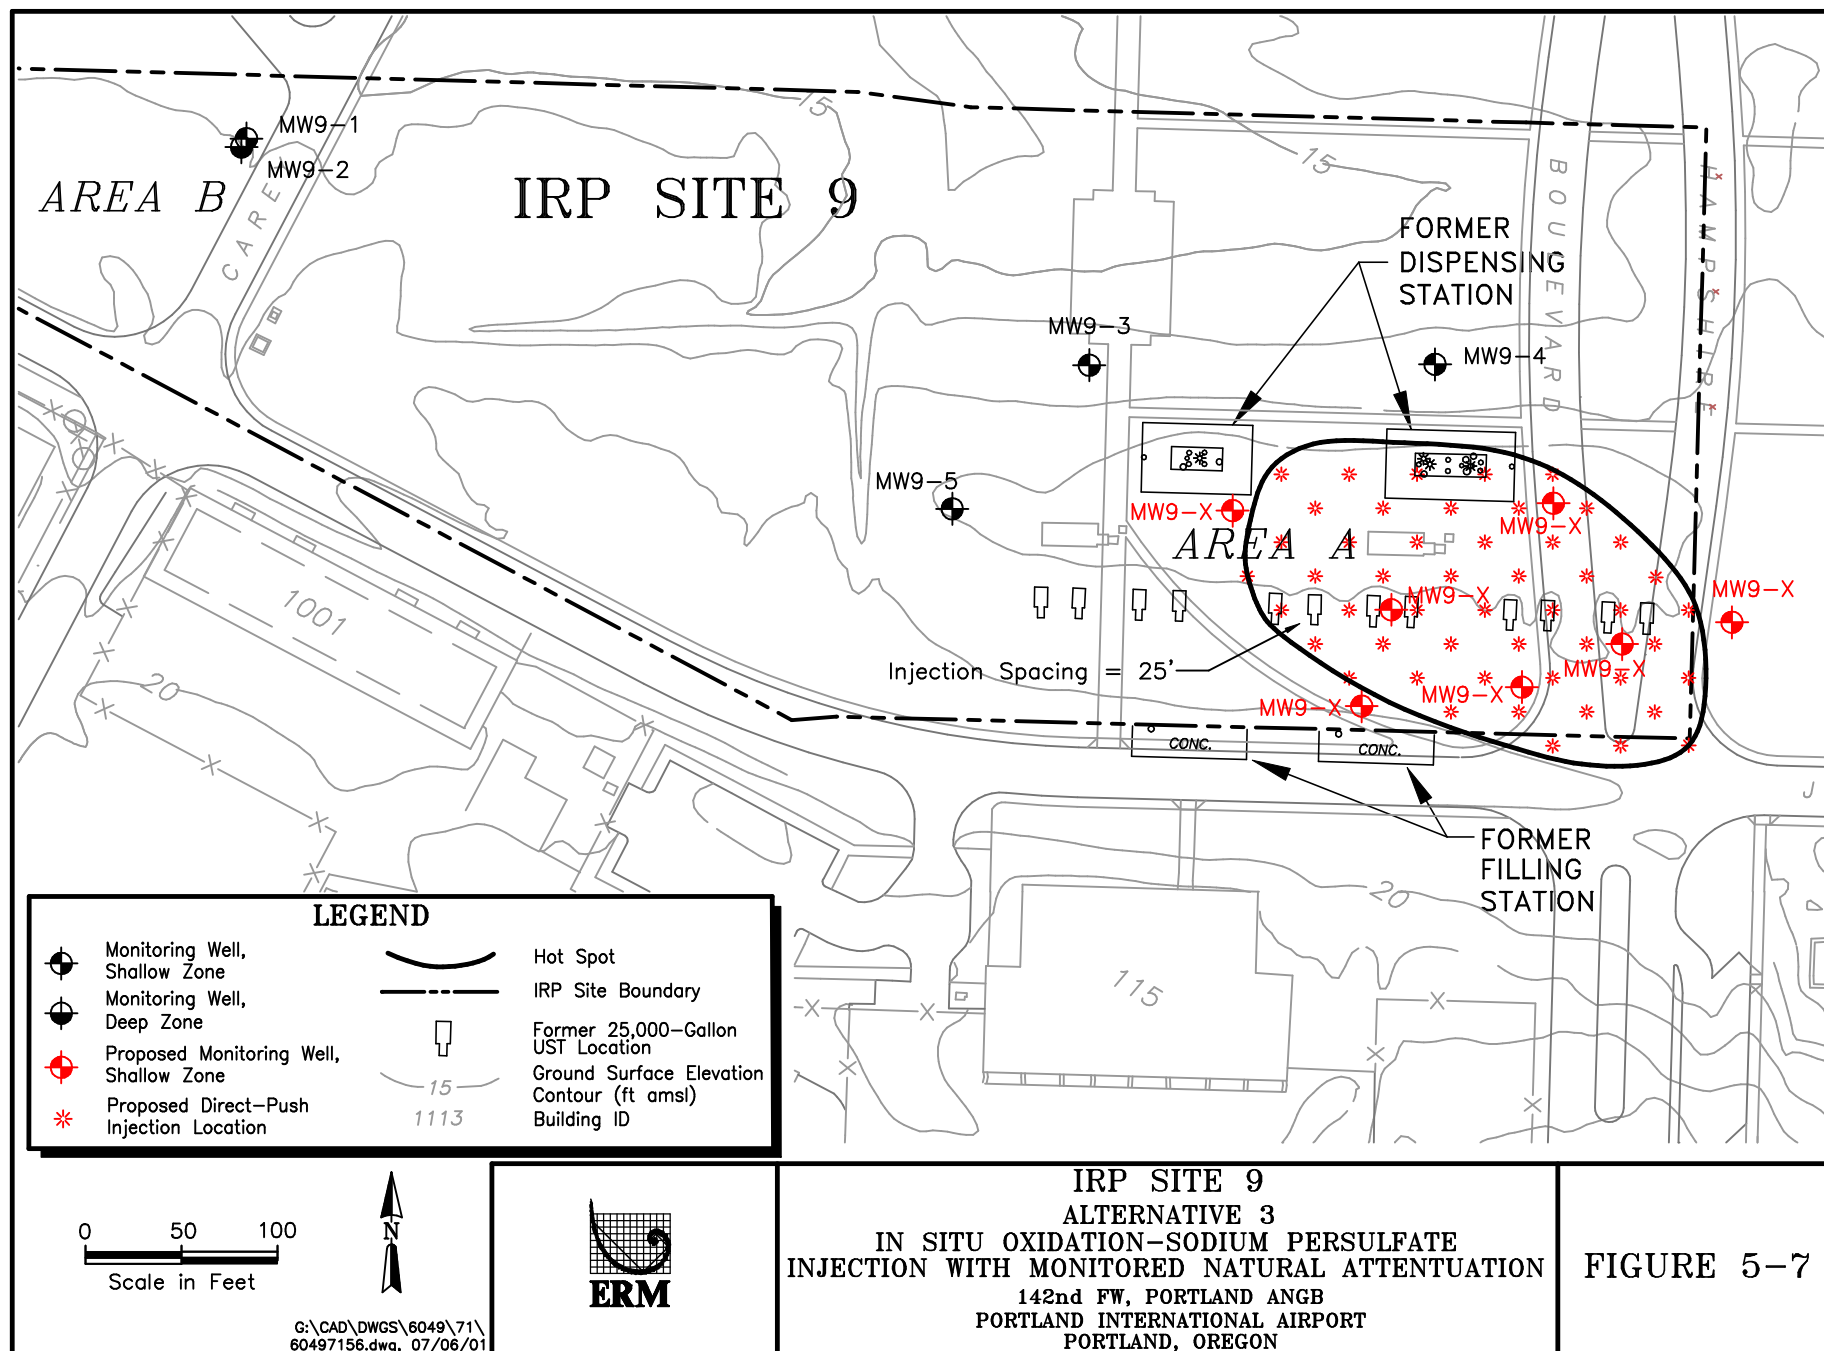 MW9-1
MW9-2
AREA B
IRP SITE 9
CAREY
15
15
BOULEVARD
HAMPSHIRE
FORMER
DISPENSING
STATION
MW9-3
MW9-4
MW9-5
MW9-X
MW9-X
AREA A
MW9-X
MW9-X
MW9-X
MW9-X
MW9-X
Injection Spacing = 25'
1001
20
CONC.
CONC.
J
FORMER
FILLING
STATION
20
115
LEGEND
Monitoring Well,
Shallow Zone
Monitoring Well,
Deep Zone
Proposed Monitoring Well,
Shallow Zone
Proposed Direct-Push
Injection Location
Hot Spot
IRP Site Boundary
Former 25,000-Gallon
UST Location
15
Ground Surface Elevation
Contour (ft amsl)
1113
Building ID
0 50 100
Scale in Feet
N
G:\CAD\DWGS\6049\71\
60497156.dwg, 07/06/01
ERM
IRP SITE 9
ALTERNATIVE 3
IN SITU OXIDATION-SODIUM PERSULFATE
INJECTION WITH MONITORED NATURAL ATTENTUATION
142nd FW, PORTLAND ANGB
PORTLAND INTERNATIONAL AIRPORT
PORTLAND, OREGON
FIGURE 5-7